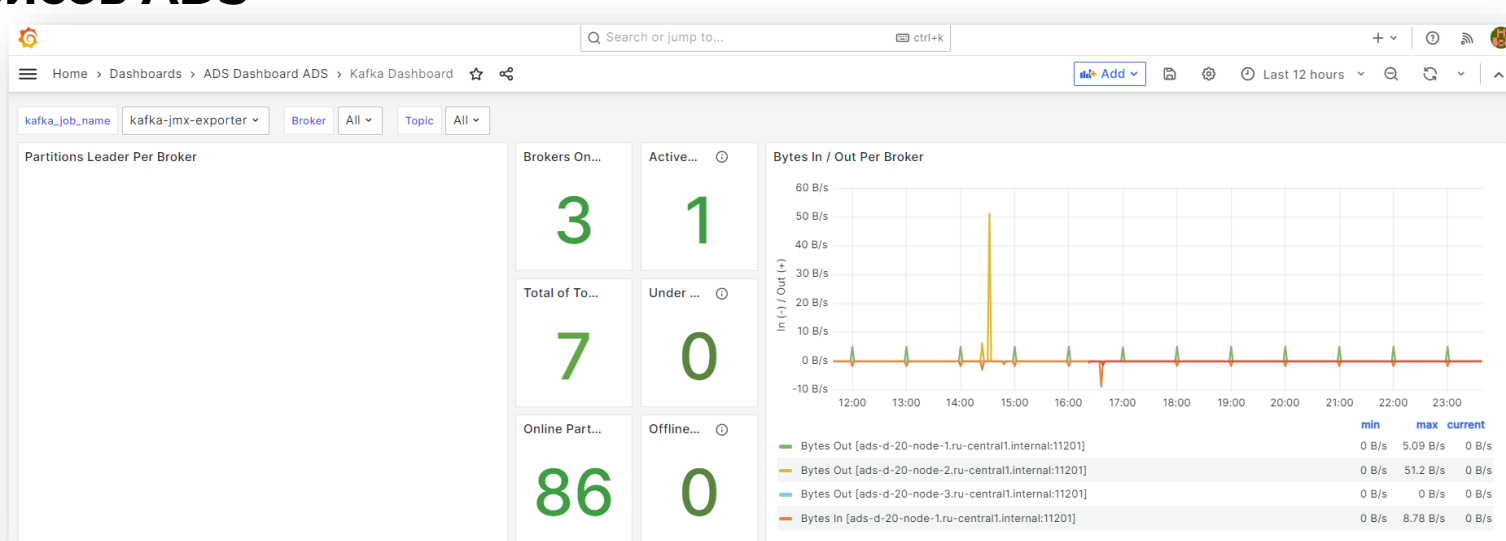 ADS
Search or jump to...
ctrl+k
Home › Dashboards › ADS Dashboard ADS › Kafka Dashboard
Add
Last 12 hours
kafka_job_name
kafka-jmx-exporter
Broker
All
Topic
All
Partitions Leader Per Broker
Brokers On...
3
Active...
1
Total of To...
7
Under ...
0
Online Part...
86
Offline...
0
Bytes In / Out Per Broker
In (-) / Out (+)
60 B/s
50 B/s
40 B/s
30 B/s
20 B/s
10 B/s
0 B/s
-10 B/s
12:00 13:00 14:00 15:00 16:00 17:00 18:00 19:00 20:00 21:00 22:00 23:00
min max current
Bytes Out [ads-d-20-node-1.ru-central1.internal:11201] 0 B/s 5.09 B/s 0 B/s
Bytes Out [ads-d-20-node-2.ru-central1.internal:11201] 0 B/s 51.2 B/s 0 B/s
Bytes Out [ads-d-20-node-3.ru-central1.internal:11201] 0 B/s 0 B/s 0 B/s
Bytes In [ads-d-20-node-1.ru-central1.internal:11201] 0 B/s 8.78 B/s 0 B/s